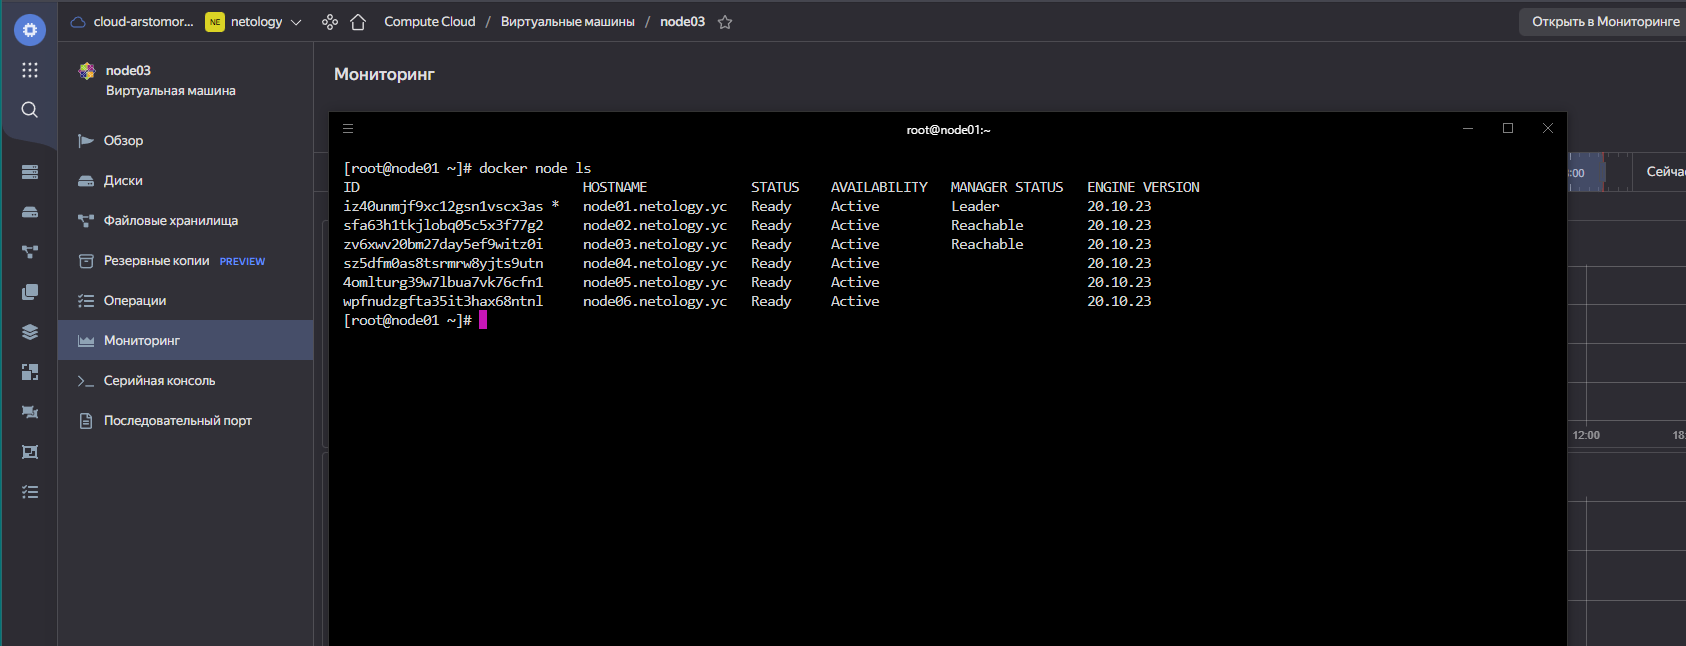 cloud-arstomor... NE netology Compute Cloud / Виртуальные машины / node03 Открыть в Мониторинге
node03
Виртуальная машина
Обзор
Диски
Файловые хранилища
Резервные копии PREVIEW
Операции
Мониторинг
Серийная консоль
Последовательный порт
Мониторинг
root@node01:~
[root@node01 ~]# docker node ls
ID HOSTNAME STATUS AVAILABILITY MANAGER STATUS ENGINE VERSION
iz40unmjf9xc12gsn1vscx3as * node01.netology.yc Ready Active Leader 20.10.23
sfa63h1tkjlobq05c5x3f77g2 node02.netology.yc Ready Active Reachable 20.10.23
zv6xwv20bm27day5ef9witz0i node03.netology.yc Ready Active Reachable 20.10.23
sz5dfm0as8tsrmrw8yjts9utn node04.netology.yc Ready Active 20.10.23
4omlturg39w7lbua7vk76cfn1 node05.netology.yc Ready Active 20.10.23
wpfnudzgfta35it3hax68ntnl node06.netology.yc Ready Active 20.10.23
[root@node01 ~]#
:00 Сейча
12:00 18: